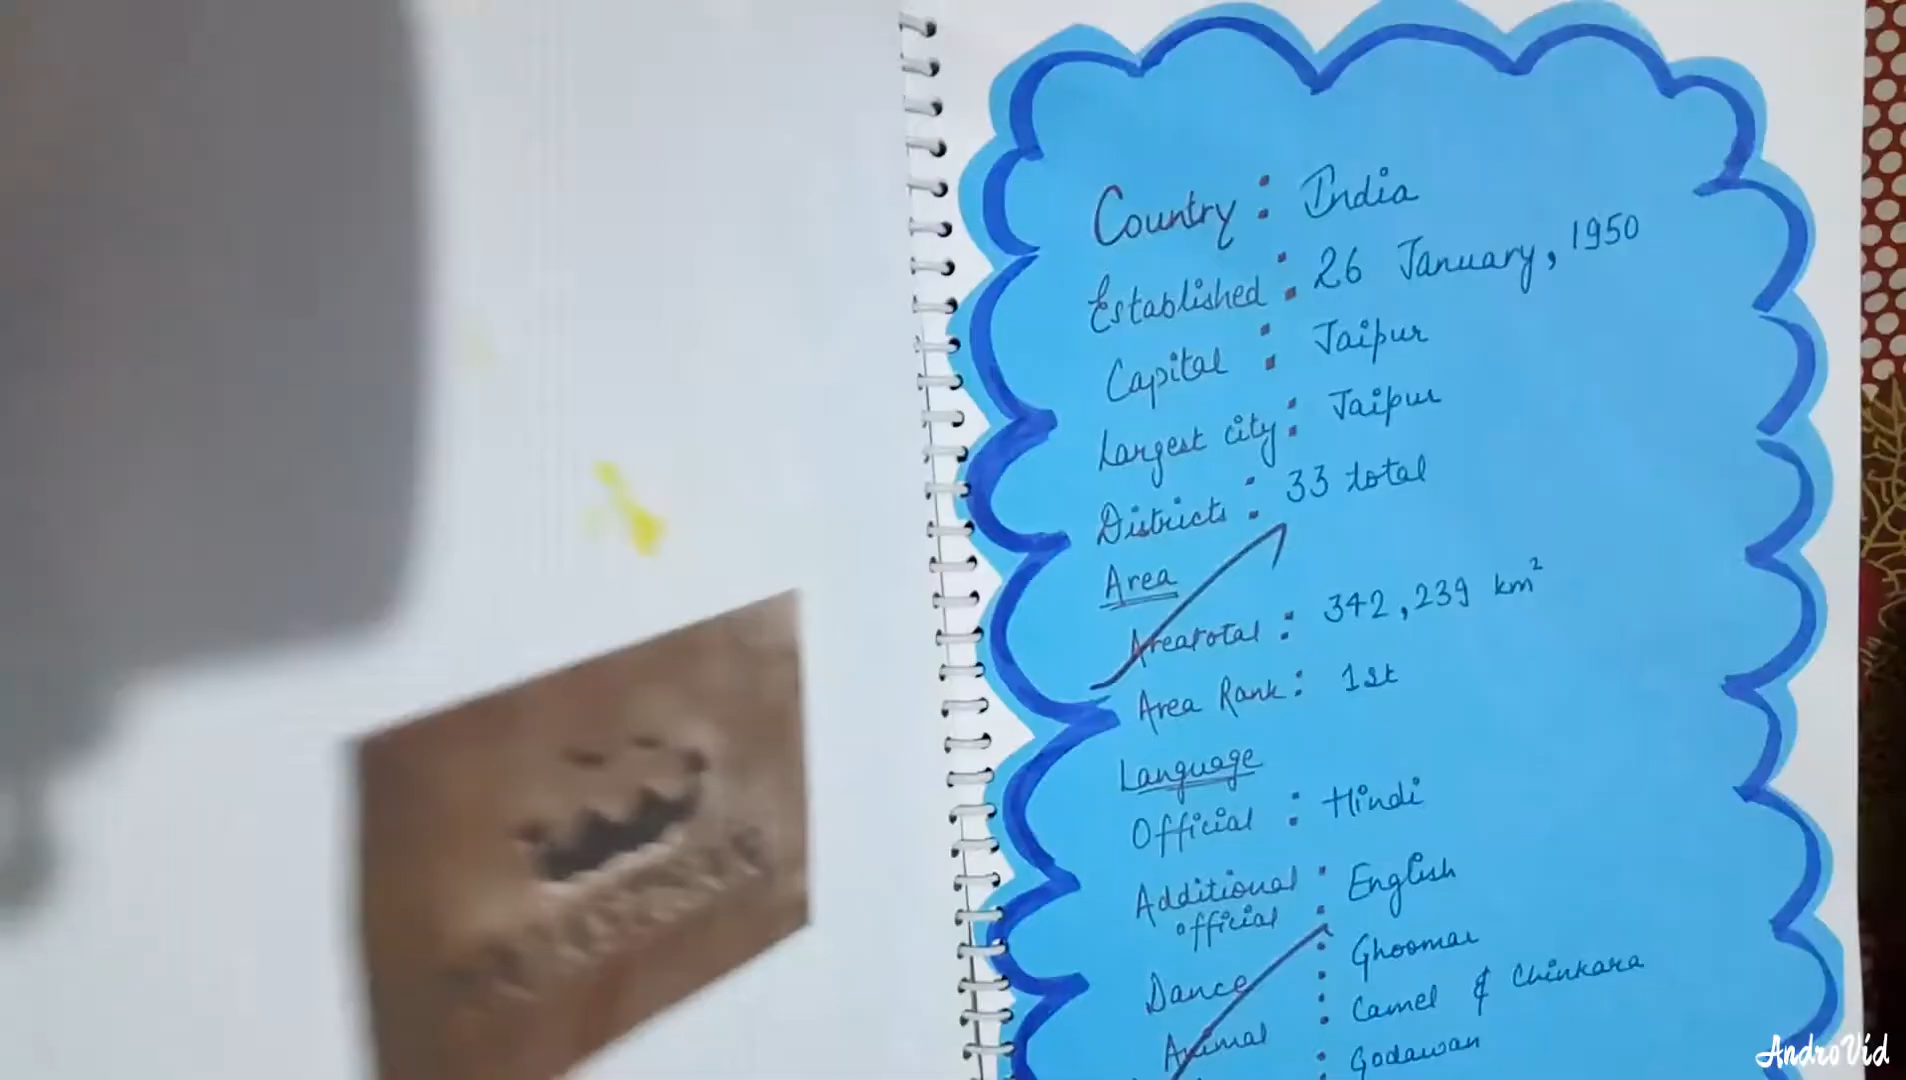 Country : India
Established : 26 January, 1950
Capital : Jaipur
Largest city : Jaipur
Districts : 33 total
Area
Areatotal : 342,239 km²
Area Rank : 1st
Language
Official : Hindi
Additional official : English
Dance : Ghoomar
Animal : Camel & Chinkara
: Godawan
AndroVid